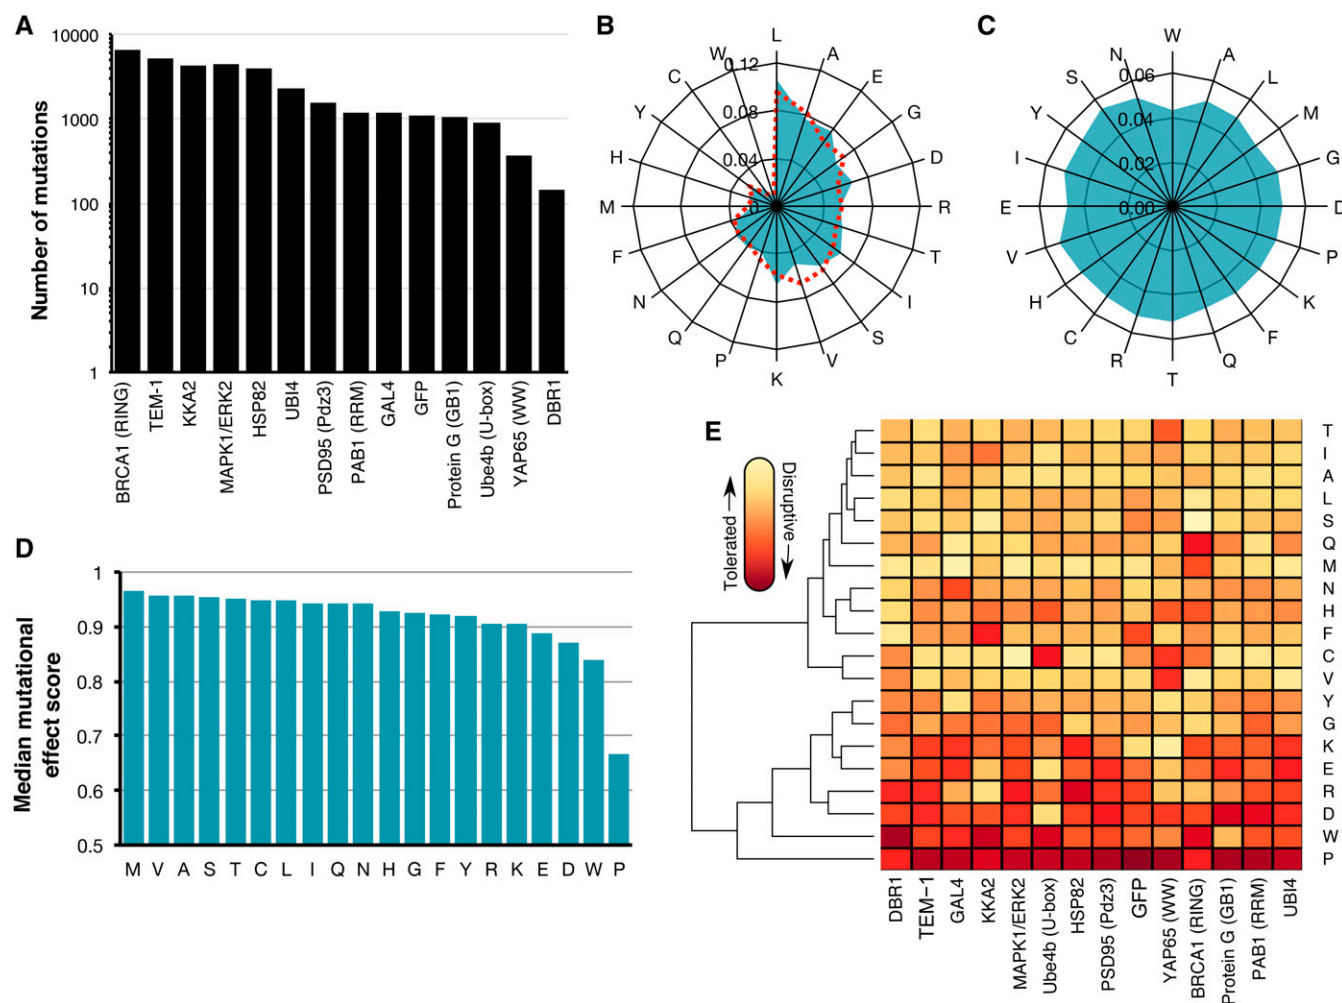 A
10000
1000
100
10
1
Number of mutations
BRCA1 (RING)
TEM-1
KKA2
MAPK1/ERK2
HSP82
UBI4
PSD95 (Pdz3)
PAB1 (RRM)
GAL4
GFP
Protein G (GB1)
Ube4b (U-box)
YAP65 (WW)
DBR1
B
L
A
E
G
D
R
T
I
S
V
K
P
Q
N
F
M
H
Y
C
W
0.12
0.08
0.04
0
C
W
A
L
M
G
D
P
K
F
Q
T
R
C
H
V
E
I
Y
S
N
0.06
0.04
0.02
0.00
D
1
0.9
0.8
0.7
0.6
0.5
Median mutational
effect score
M V A S T C L I Q N H G F Y R K E D W P
E
Tolerated
Disruptive
T
I
A
L
S
Q
M
N
H
F
C
V
Y
G
K
E
R
D
W
P
DBR1
TEM-1
GAL4
KKA2
MAPK1/ERK2
Ube4b (U-box)
HSP82
PSD95 (Pdz3)
GFP
YAP65 (WW)
BRCA1 (RING)
Protein G (GB1)
PAB1 (RRM)
UBI4